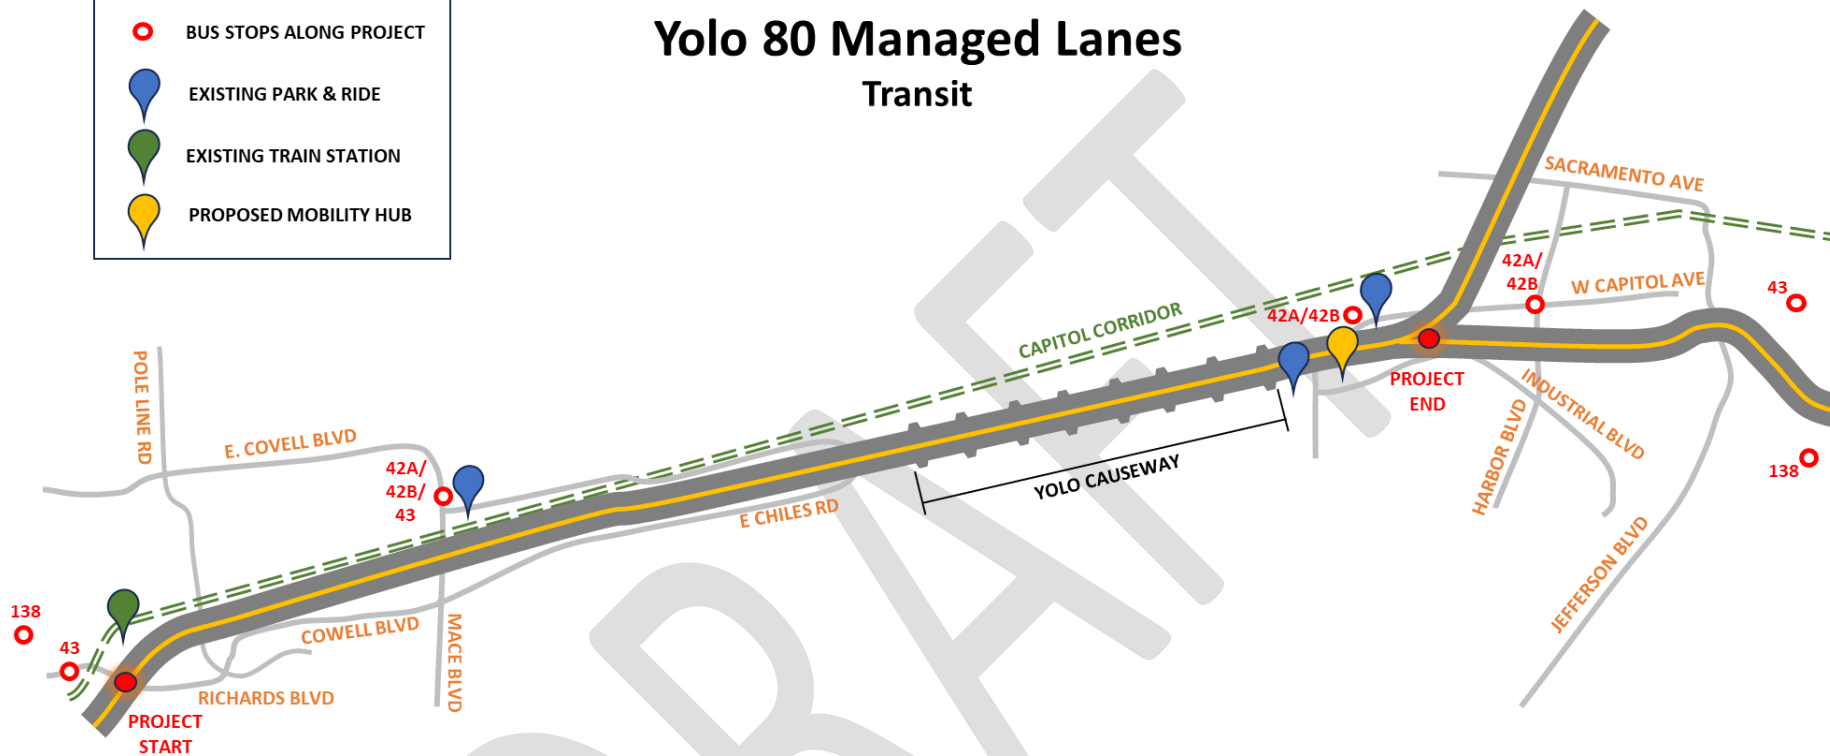 Yolo 80 Managed Lanes
Transit
BUS STOPS ALONG PROJECT
EXISTING PARK & RIDE
EXISTING TRAIN STATION
PROPOSED MOBILITY HUB
SACRAMENTO AVE
42A/
42B
W CAPITOL AVE
43
42A/42B
CAPITOL CORRIDOR
PROJECT
END
INDUSTRIAL BLVD
HARBOR BLVD
138
JEFFERSON BLVD
YOLO CAUSEWAY
POLE LINE RD
E. COVELL BLVD
42A/
42B/
43
E CHILES RD
138
43
COWELL BLVD
MACE BLVD
RICHARDS BLVD
PROJECT
START
DRAFT